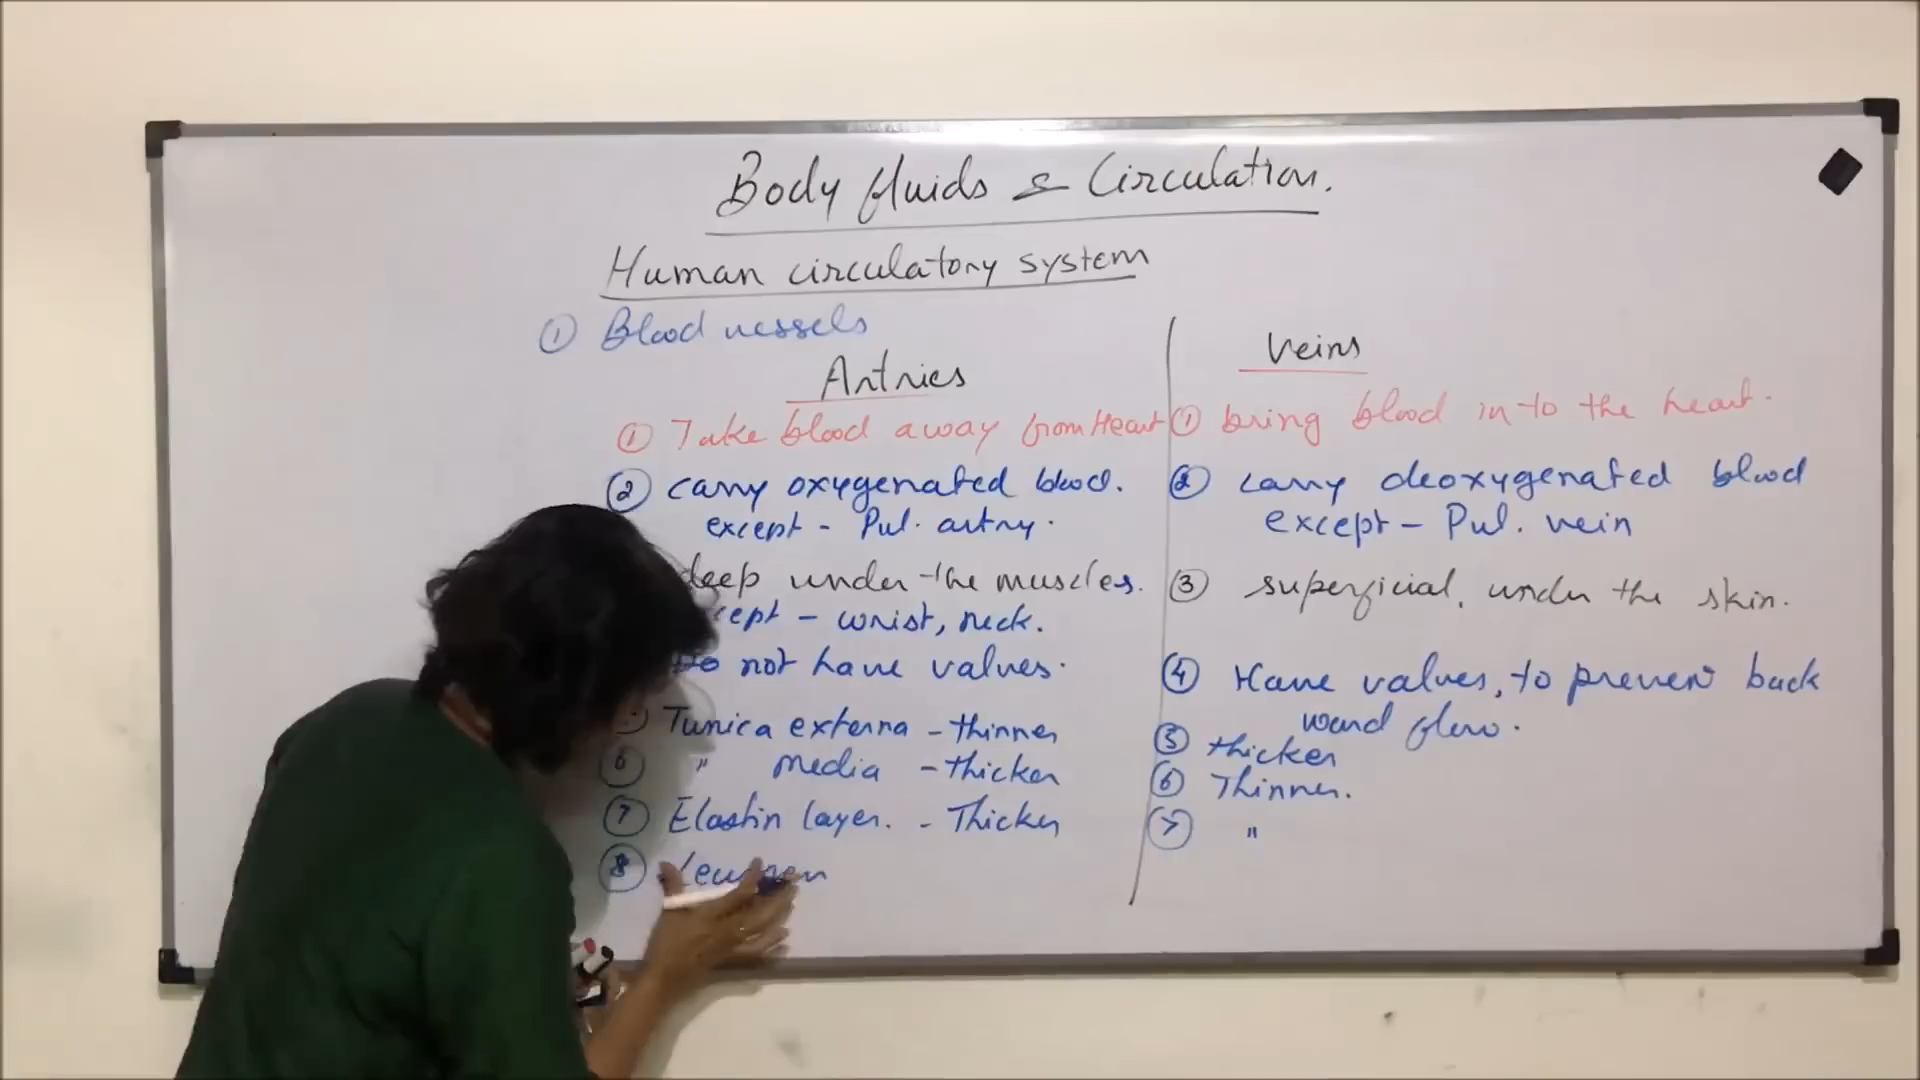 Body fluids & Circulation.
Human circulatory system
① Blood vessels
Artries
① Take blood away from Heart
② carry oxygenated blood.
except - Pul. artry.
deep under the muscles.
cept - wrist, neck.
Do not have valves.
Tunica externa - thinner
6 " media - thicker
⑦ Elastin layer. - Thicker
⑧
Veins
① bring blood in to the heart.
② carry deoxygenated blood
except - Pul. vein
③ superficial, under the skin.
④ Have valves, to prevent back
ward flow.
⑤ thicker
⑥ Thinner.
⑦ "